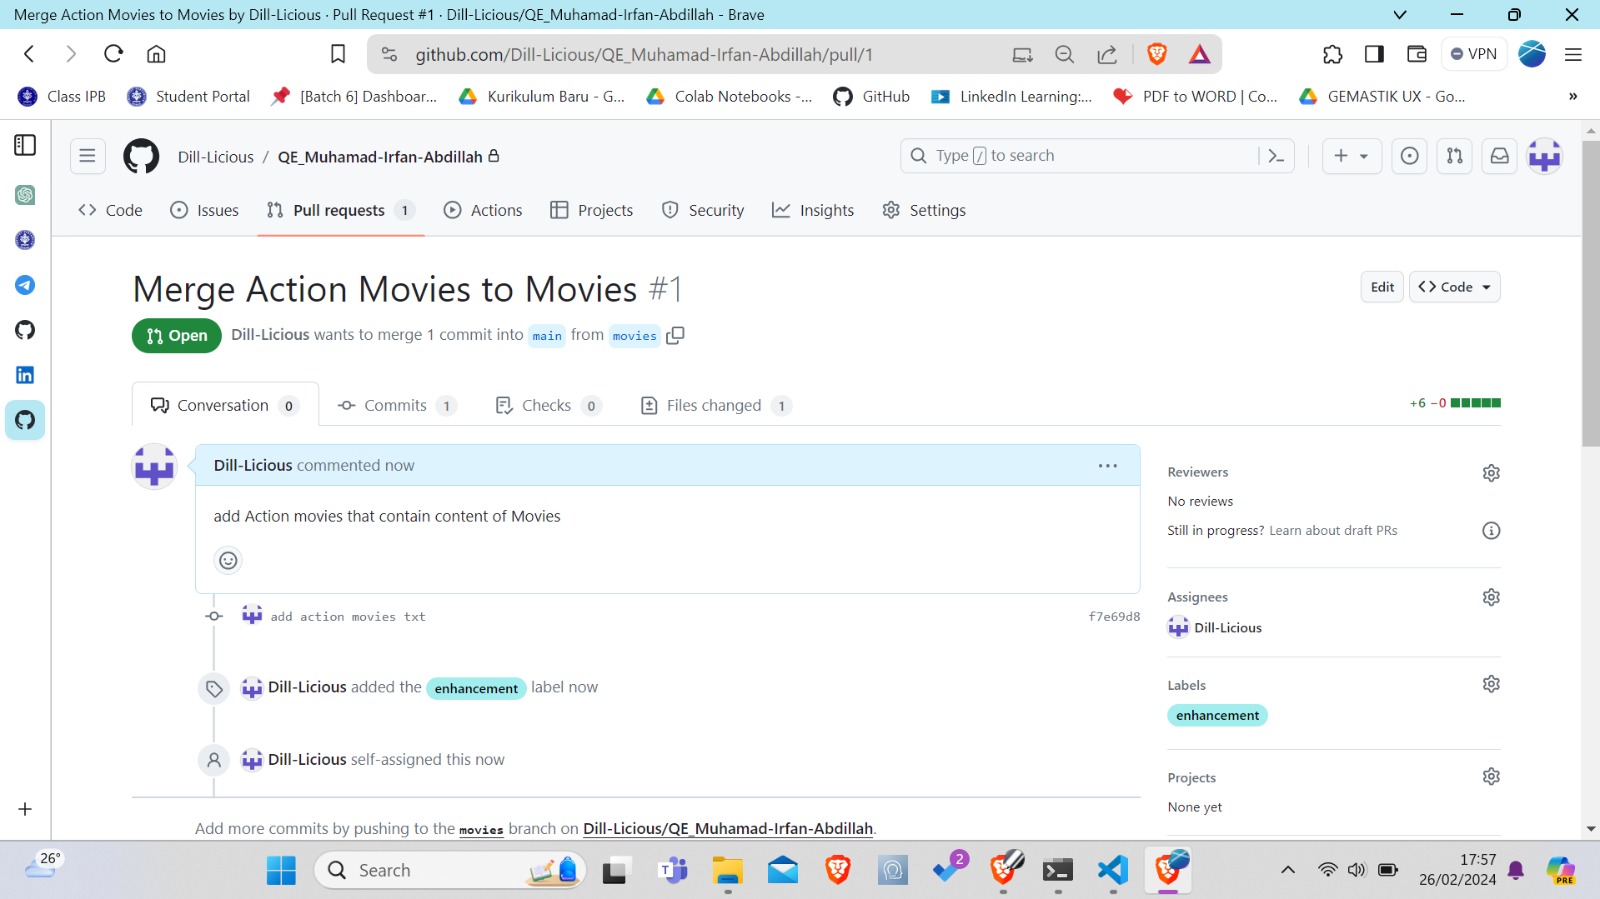 Merge Action Movies to Movies by Dill-Licious · Pull Request #1 · Dill-Licious/QE_Muhamad-Irfan-Abdillah - Brave
github.com/Dill-Licious/QE_Muhamad-Irfan-Abdillah/pull/1
VPN
Class IPB
Student Portal
[Batch 6] Dashboar...
Kurikulum Baru - G...
Colab Notebooks -...
GitHub
LinkedIn Learning:...
PDF to WORD | Co...
GEMASTIK UX - Go...
»
Dill-Licious / QE_Muhamad-Irfan-Abdillah
Type / to search
Code
Issues
Pull requests 1
Actions
Projects
Security
Insights
Settings
Merge Action Movies to Movies #1
Edit
<> Code
Open
Dill-Licious wants to merge 1 commit into main from movies
Conversation 0
Commits 1
Checks 0
Files changed 1
+6 −0
Dill-Licious commented now
add Action movies that contain content of Movies
add action movies txt
f7e69d8
Dill-Licious added the enhancement label now
Dill-Licious self-assigned this now
Add more commits by pushing to the movies branch on Dill-Licious/QE_Muhamad-Irfan-Abdillah.
Reviewers
No reviews
Still in progress? Learn about draft PRs
Assignees
Dill-Licious
Labels
enhancement
Projects
None yet
26°
Search
2
17:57
26/02/2024
PRE